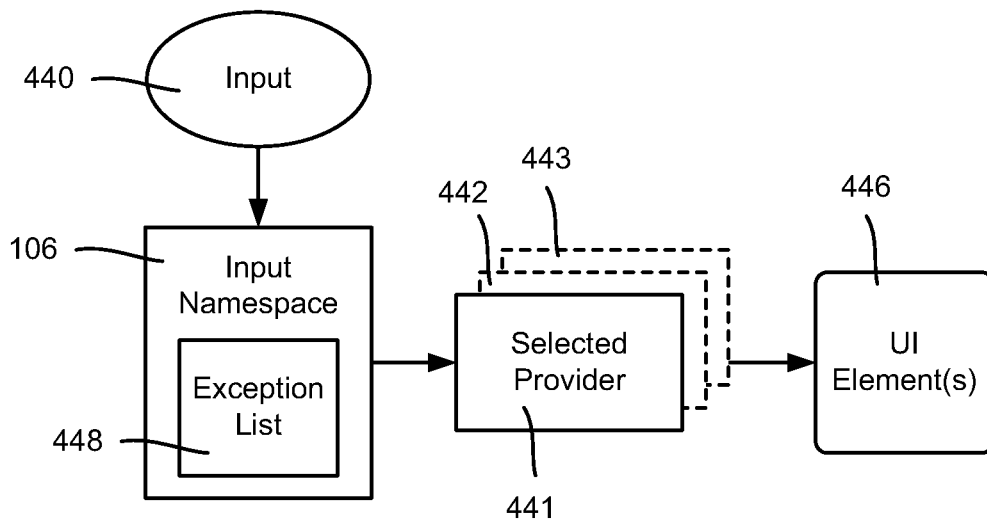 440
Input
443
442
446
106
Input
Namespace
Selected
Provider
UI
Element(s)
Exception
List
448
441